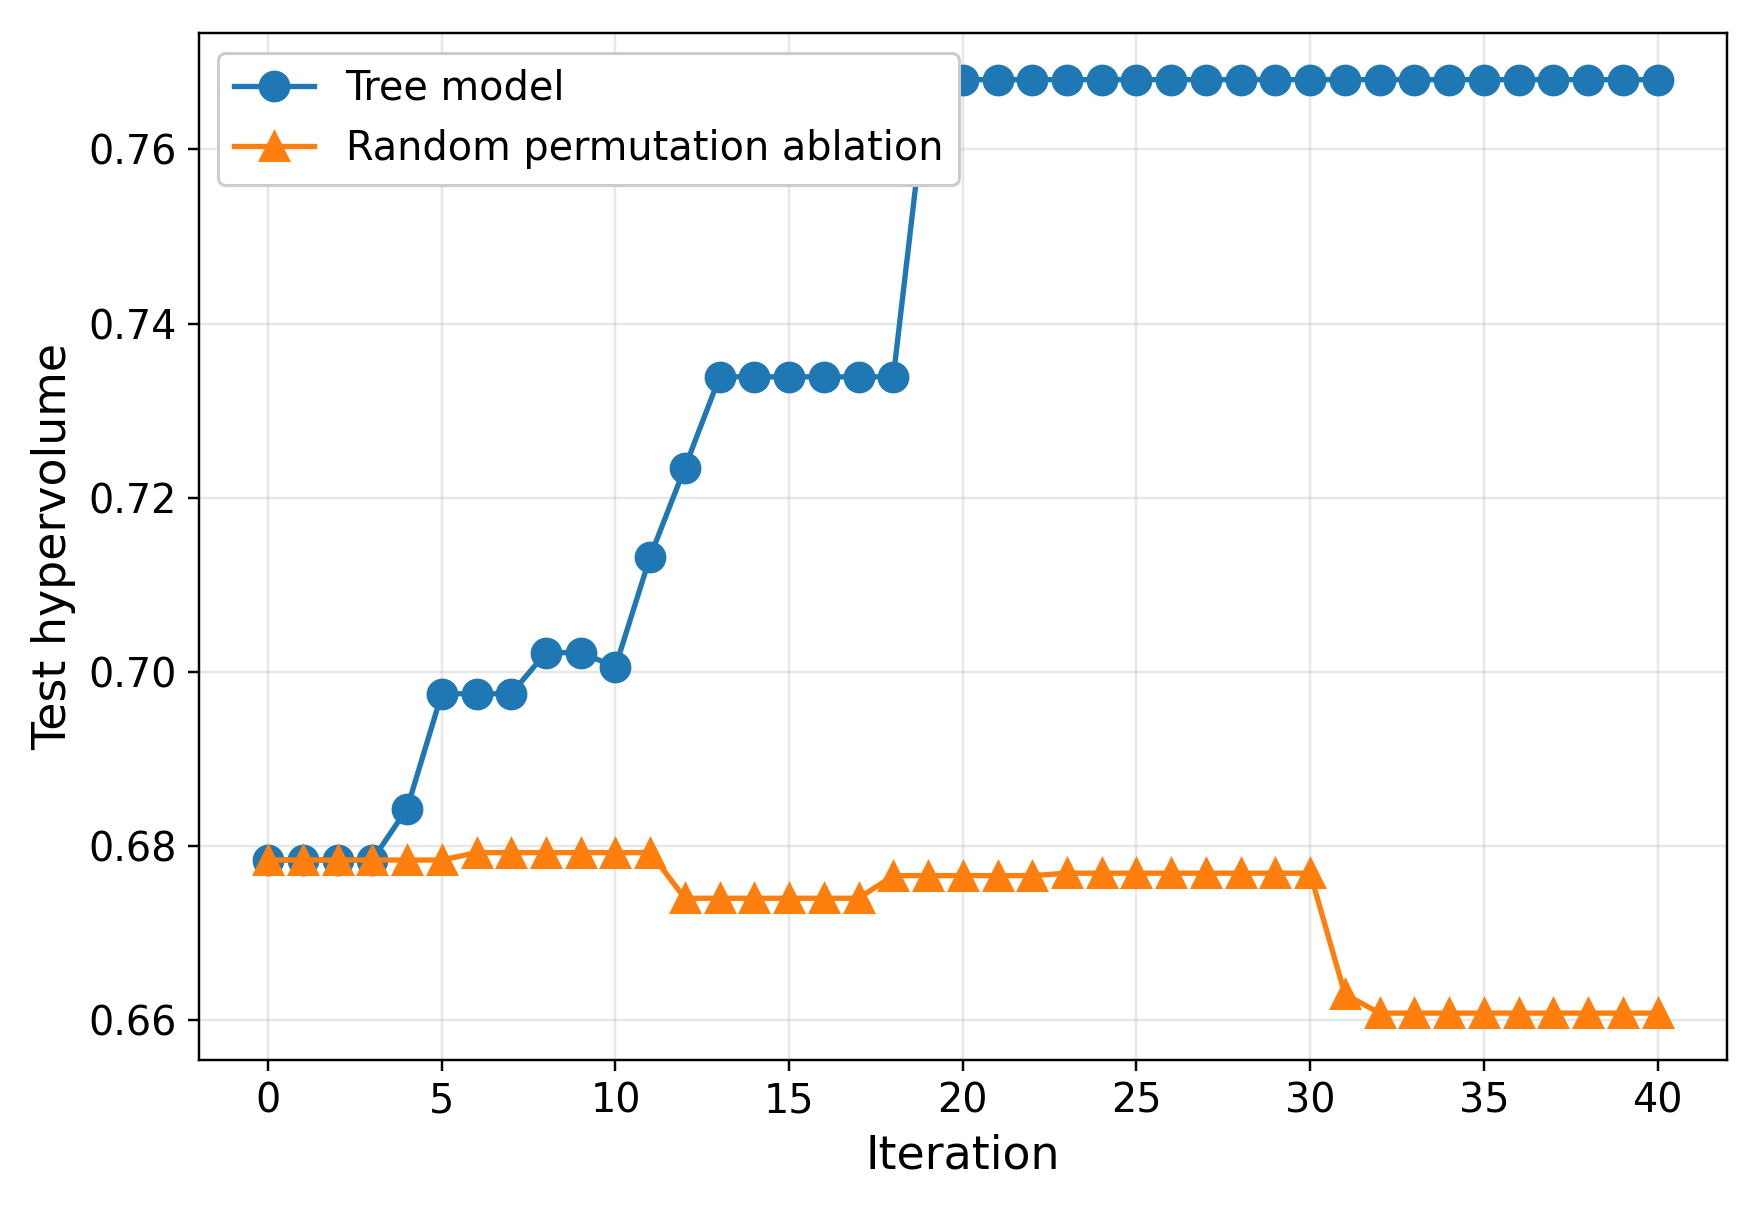 Tree model
Random permutation ablation
0.76
0.74
0.72
0.70
0.68
0.66
Test hypervolume
0 5 10 15 20 25 30 35 40
Iteration